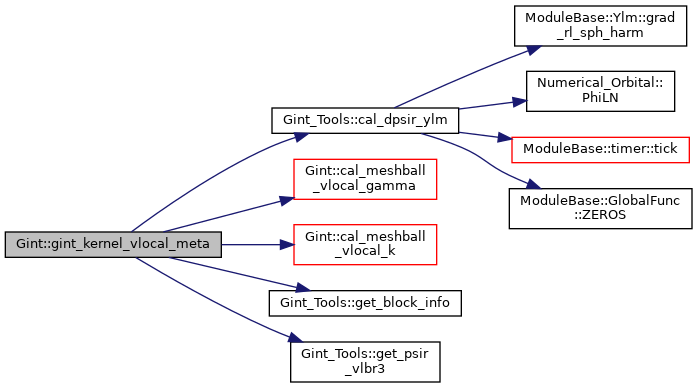 ModuleBase::Ylm::grad
_rl_sph_harm
Numerical_Orbital::
PhiLN
Gint_Tools::cal_dpsir_ylm
ModuleBase::timer::tick
Gint::cal_meshball
_vlocal_gamma
ModuleBase::GlobalFunc
::ZEROS
Gint::gint_kernel_vlocal_meta
Gint::cal_meshball
_vlocal_k
Gint_Tools::get_block_info
Gint_Tools::get_psir
_vlbr3